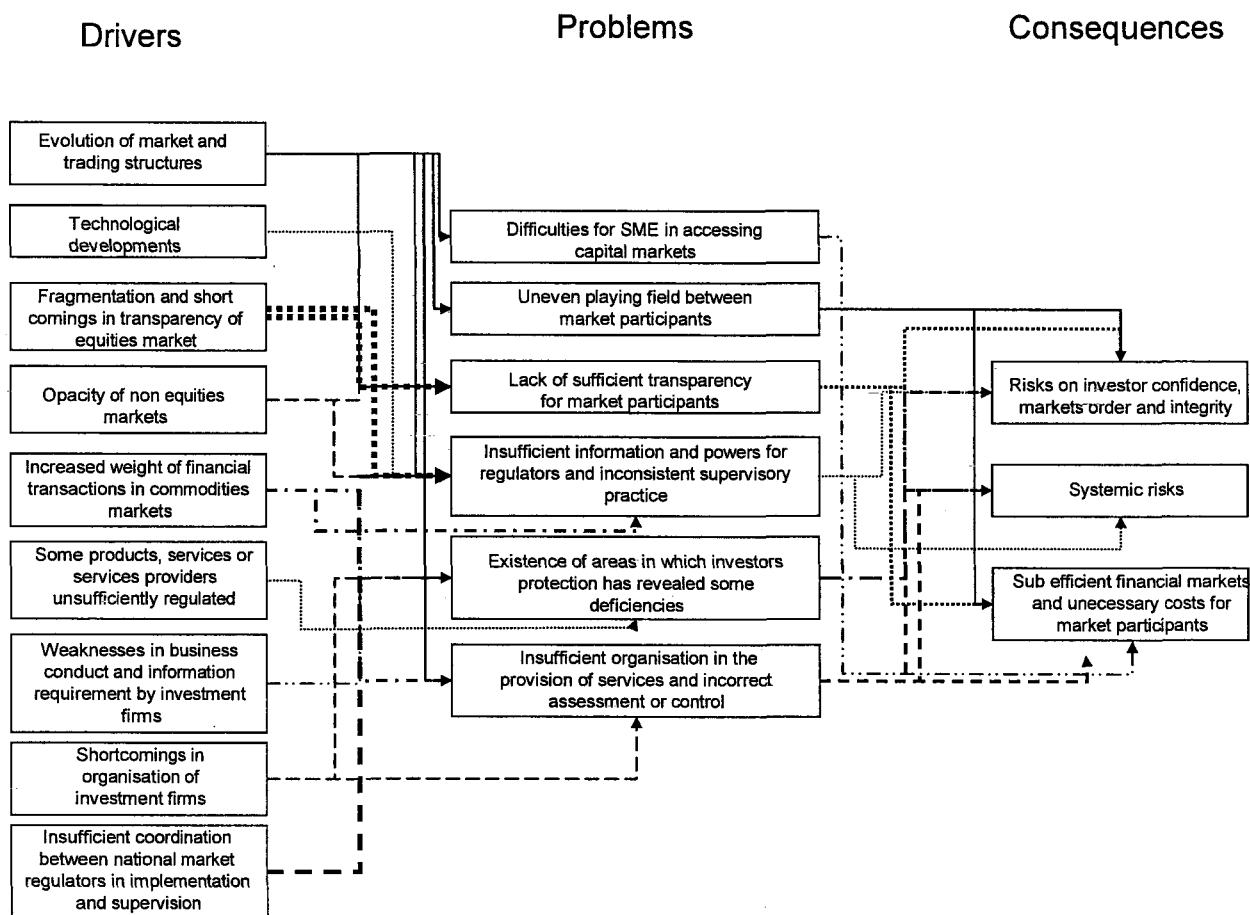 Drivers
Problems
Consequences
Evolution of market and
trading structures
Technological
developments
Fragmentation and short
comings in transparency of
equities market
Opacity of non equities
markets
Increased weight of financial
transactions in commodities
markets
Some products, services or
services providers
unsufficiently regulated
Weaknesses in business
conduct and information
requirement by investment
firms
Shortcomings in
organisation of
investment firms
Insufficient coordination
between national market
regulators in implementation
and supervision
Difficulties for SME in accessing
capital markets
Uneven playing field between
market participants
Lack of sufficient transparency
for market participants
Insufficient information and powers for
regulators and inconsistent supervisory
practice
Existence of areas in which investors
protection has revealed some
deficiencies
Insufficient organisation in the
provision of services and incorrect
assessment or control
Risks on investor confidence,
markets order and integrity
Systemic risks
Sub efficient financial markets
and unecessary costs for
market participants